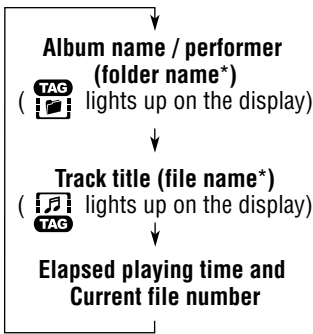 Album name / performer
(folder name*)
( TAG lights up on the display)
Track title (file name*)
( TAG lights up on the display)
Elapsed playing time and
Current file number